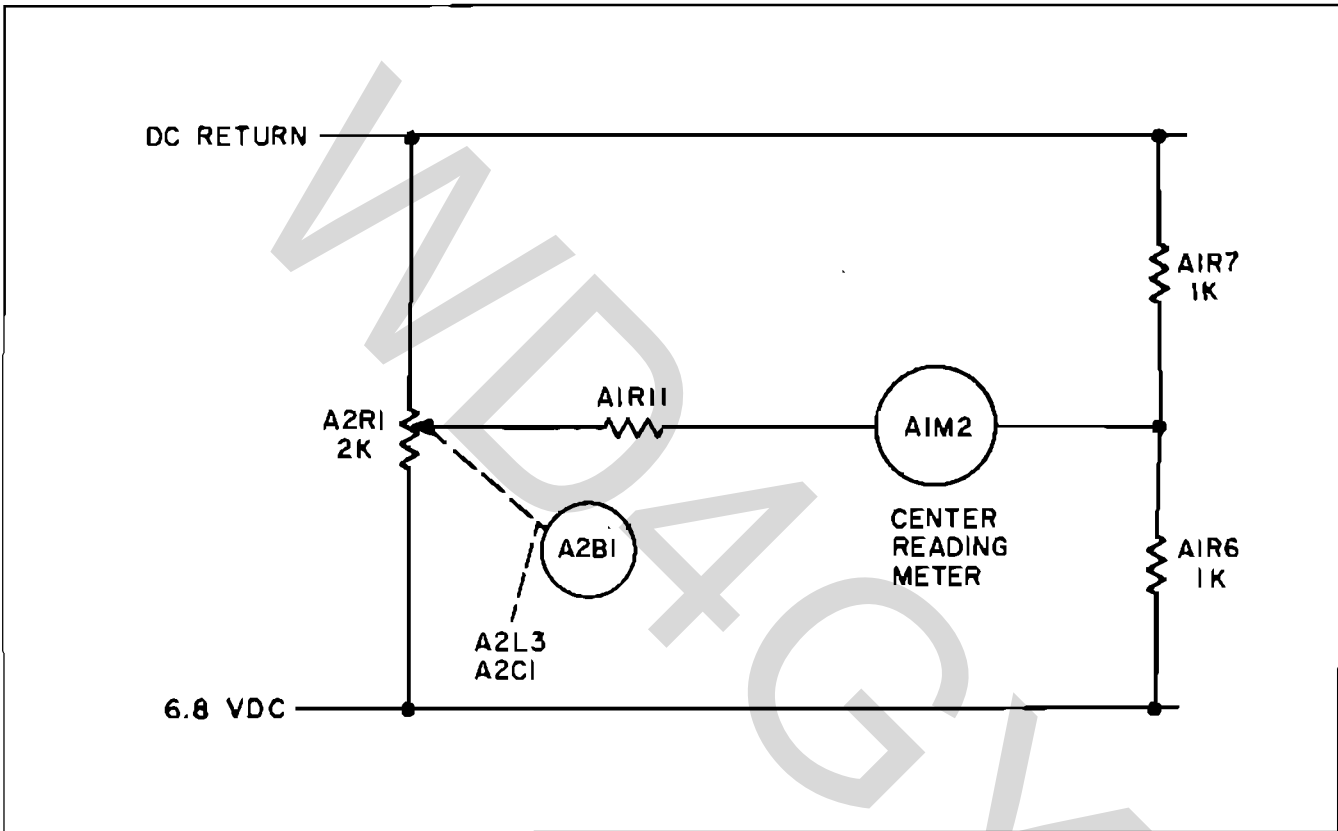 DC RETURN
A1R7
1K
A1R11
A2R1
2K
A1M2
CENTER
READING
METER
A2B1
A1R6
1K
A2L3
A2C1
6.8 VDC
WD4G